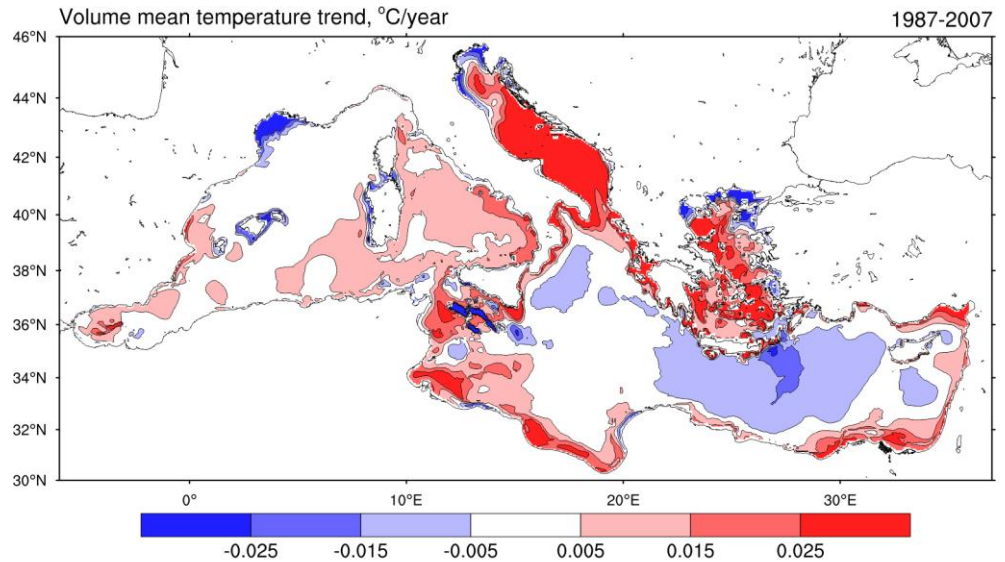 Volume mean temperature trend, °C/year 1987-2007
46°N
44°N
42°N
40°N
38°N
36°N
34°N
32°N
30°N
0° 10°E 20°E 30°E
-0.025 -0.015 -0.005 0.005 0.015 0.025